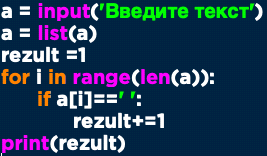 a = input('Введите текст')
a = list(a)
rezult =1
for i in range(len(a)):
if a[i]==' ':
rezult+=1
print(rezult)